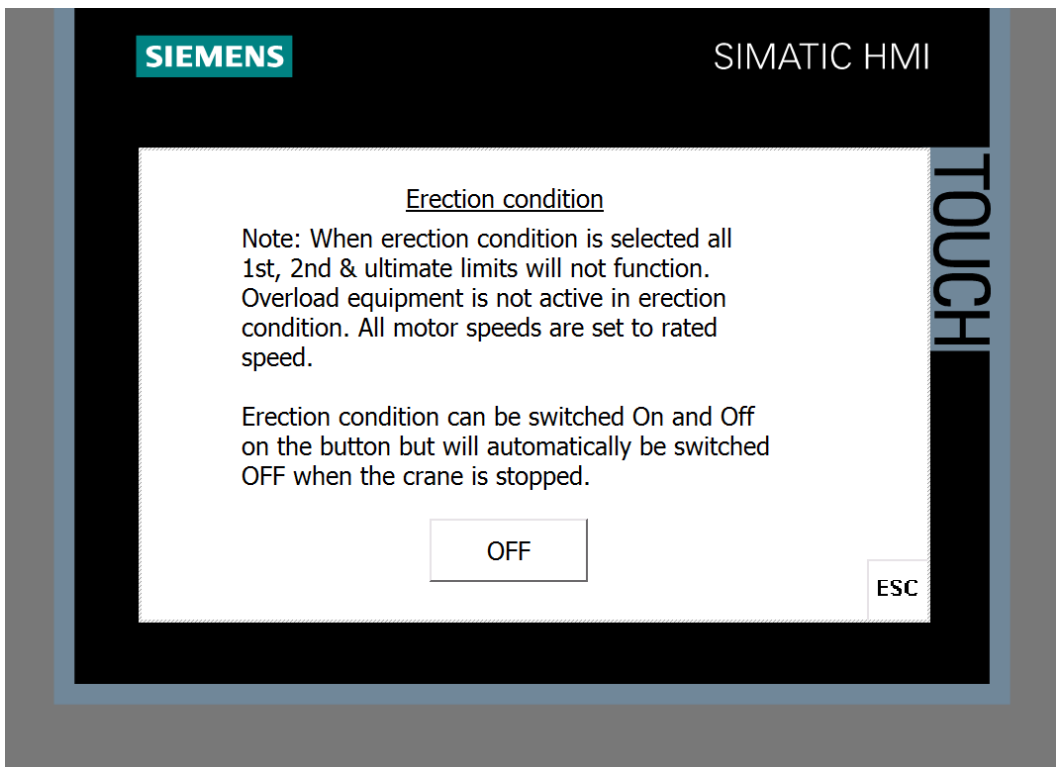 SIEMENS
SIMATIC HMI
TOUCH
Erection condition
Note: When erection condition is selected all
1st, 2nd & ultimate limits will not function.
Overload equipment is not active in erection
condition. All motor speeds are set to rated
speed.
Erection condition can be switched On and Off
on the button but will automatically be switched
OFF when the crane is stopped.
OFF
ESC